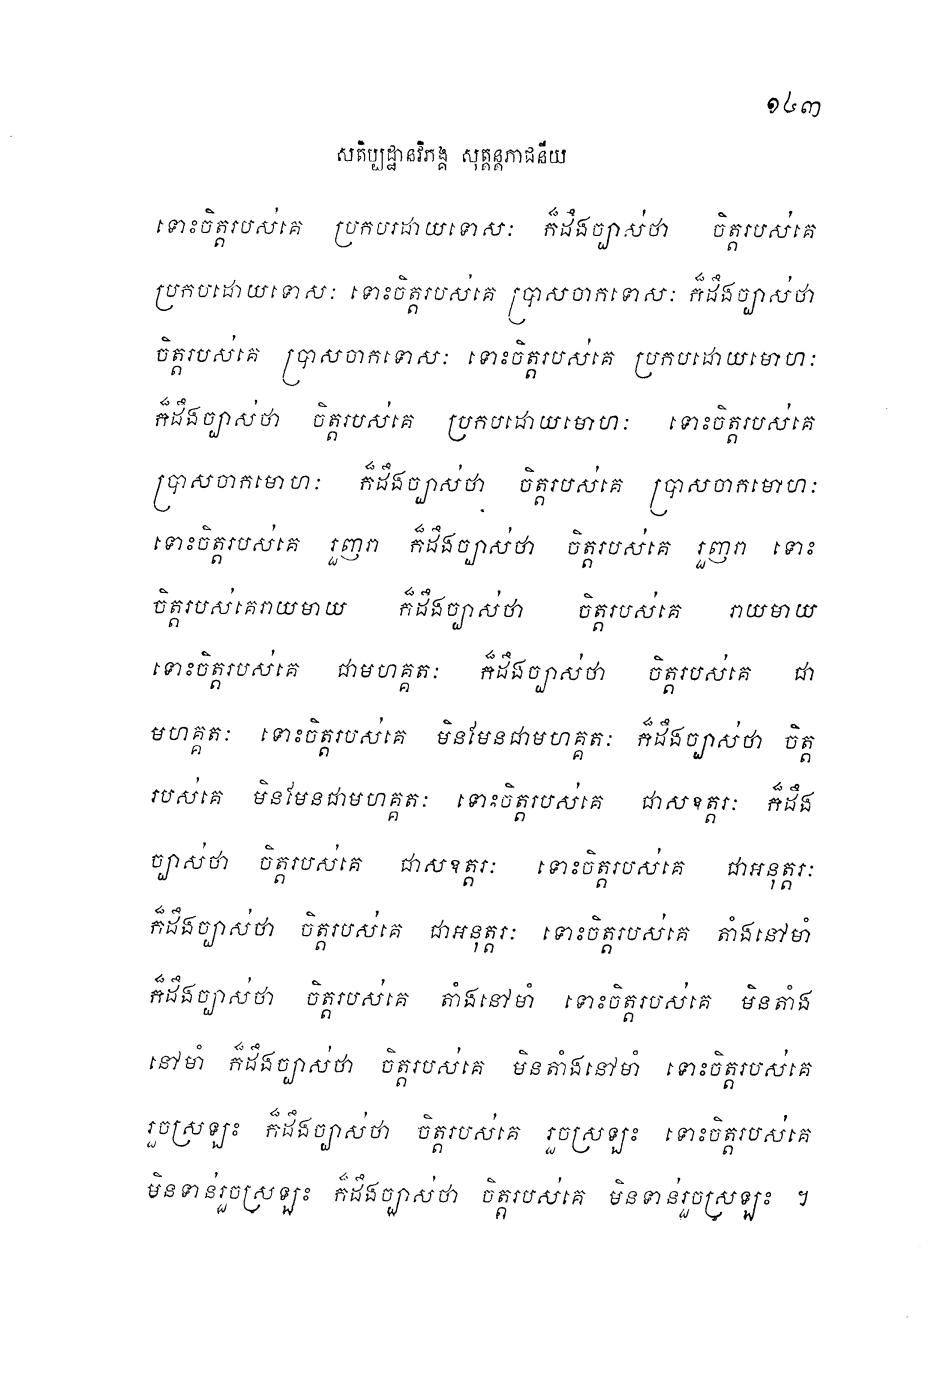 ១៤៣
សតិប្បដ្ឋានវិភង្គ សុត្តន្តភាជនីយ
ទោះចិត្តរបស់គេ ប្រកបដោយទោសៈ ក៏ដឹងច្បាស់ថា ចិត្តរបស់គេ
ប្រកបដោយទោសៈ ទោះចិត្តរបស់គេ ប្រាសចាកទោសៈ ក៏ដឹងច្បាស់ថា
ចិត្តរបស់គេ ប្រាសចាកទោសៈ ទោះចិត្តរបស់គេ ប្រកបដោយមោហៈ
ក៏ដឹងច្បាស់ថា ចិត្តរបស់គេ ប្រកបដោយមោហៈ ទោះចិត្តរបស់គេ
ប្រាសចាកមោហៈ ក៏ដឹងច្បាស់ថា ចិត្តរបស់គេ ប្រាសចាកមោហៈ
ទោះចិត្តរបស់គេ រួញរា ក៏ដឹងច្បាស់ថា ចិត្តរបស់គេ រួញរា ទោះ
ចិត្តរបស់គេរាយមាយ ក៏ដឹងច្បាស់ថា ចិត្តរបស់គេ រាយមាយ
ទោះចិត្តរបស់គេ ជាមហគ្គតៈ ក៏ដឹងច្បាស់ថា ចិត្តរបស់គេ ជា
មហគ្គតៈ ទោះចិត្តរបស់គេ មិនមែនជាមហគ្គតៈ ក៏ដឹងច្បាស់ថា ចិត្ត
របស់គេ មិនមែនជាមហគ្គតៈ ទោះចិត្តរបស់គេ ជាសឧត្តរៈ ក៏ដឹង
ច្បាស់ថា ចិត្តរបស់គេ ជាសឧត្តរៈ ទោះចិត្តរបស់គេ ជាអនុត្តរៈ
ក៏ដឹងច្បាស់ថា ចិត្តរបស់គេ ជាអនុត្តរៈ ទោះចិត្តរបស់គេ តាំងនៅមាំ
ក៏ដឹងច្បាស់ថា ចិត្តរបស់គេ តាំងនៅមាំ ទោះចិត្តរបស់គេ មិនតាំង
នៅមាំ ក៏ដឹងច្បាស់ថា ចិត្តរបស់គេ មិនតាំងនៅមាំ ទោះចិត្តរបស់គេ
រួចស្រឡះ ក៏ដឹងច្បាស់ថា ចិត្តរបស់គេ រួចស្រឡះ ទោះចិត្តរបស់គេ
មិនទាន់រួចស្រឡះ ក៏ដឹងច្បាស់ថា ចិត្តរបស់គេ មិនទាន់រួចស្រឡះ ។